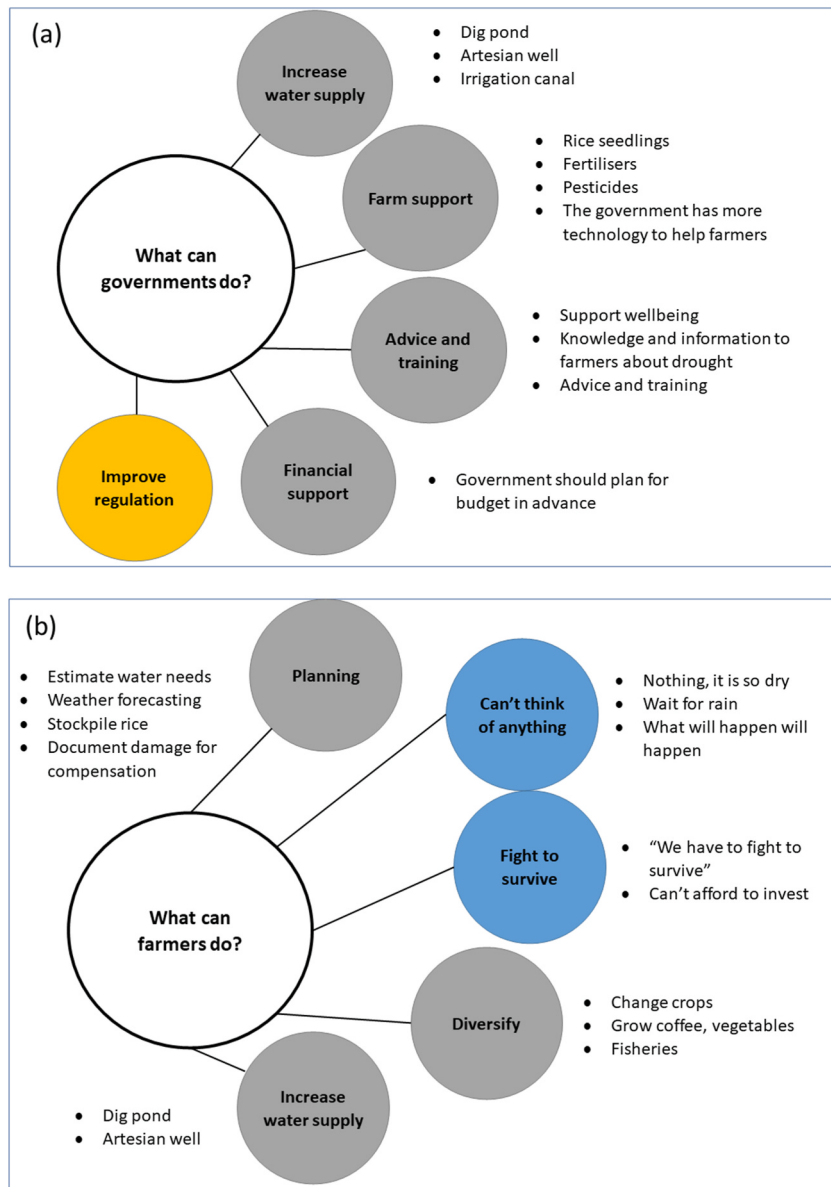 (a)
Increase
water supply
• Dig pond
• Artesian well
• Irrigation canal
Farm support
• Rice seedlings
• Fertilisers
• Pesticides
• The government has more
technology to help farmers
What can
governments do?
Advice and
training
• Support wellbeing
• Knowledge and information to
farmers about drought
• Advice and training
Improve
regulation
Financial
support
• Government should plan for
budget in advance
(b)
Planning
• Estimate water needs
• Weather forecasting
• Stockpile rice
• Document damage for
compensation
Can't think
of anything
• Nothing, it is so dry
• Wait for rain
• What will happen will
happen
Fight to
survive
• “We have to fight to
survive”
• Can't afford to invest
What can
farmers do?
Diversify
• Change crops
• Grow coffee, vegetables
• Fisheries
Increase
water supply
• Dig pond
• Artesian well